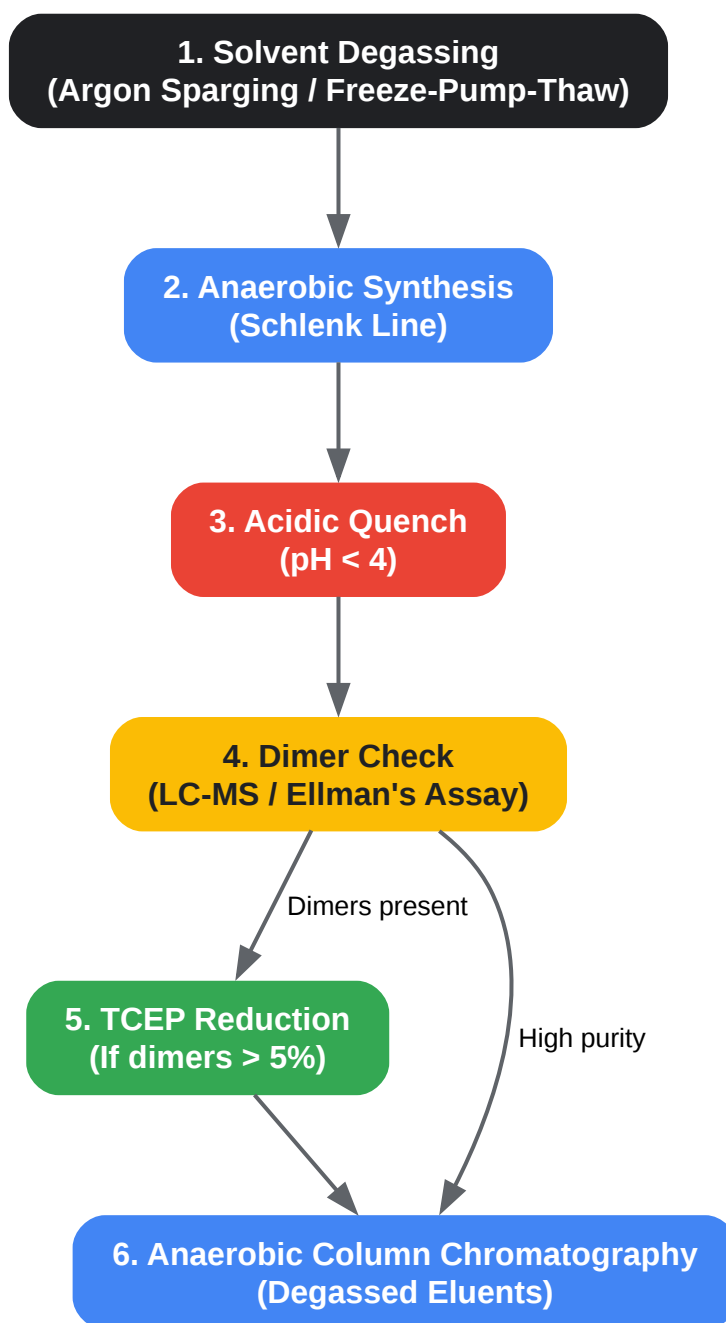 1. Solvent Degassing
(Argon Sparging / Freeze-Pump-Thaw)
2. Anaerobic Synthesis
(Schlenk Line)
3. Acidic Quench
(pH < 4)
4. Dimer Check
(LC-MS / Ellman's Assay)
Dimers present
5. TCEP Reduction
(If dimers > 5%)
High purity
6. Anaerobic Column Chromatography
(Degassed Eluents)